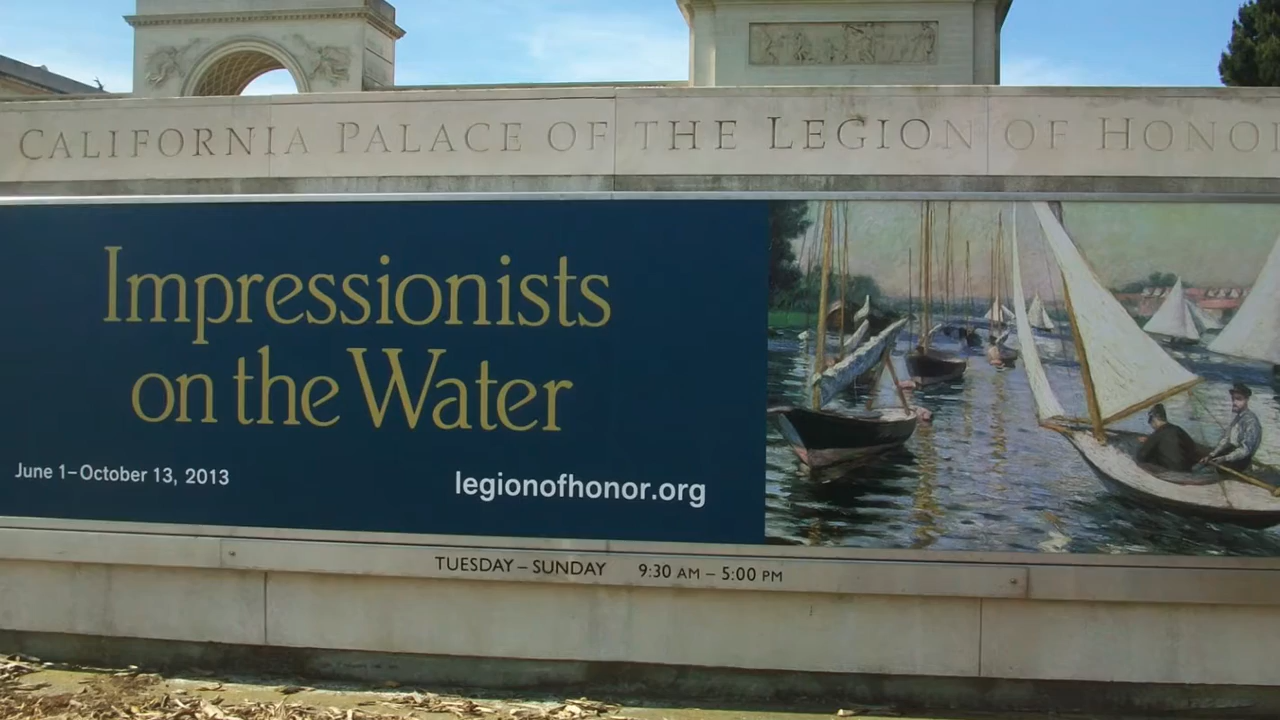 CALIFORNIA PALACE OF THE LEGION OF HONO
Impressionists
on the Water
June 1–October 13, 2013
legionofhonor.org
TUESDAY – SUNDAY 9:30 AM – 5:00 PM